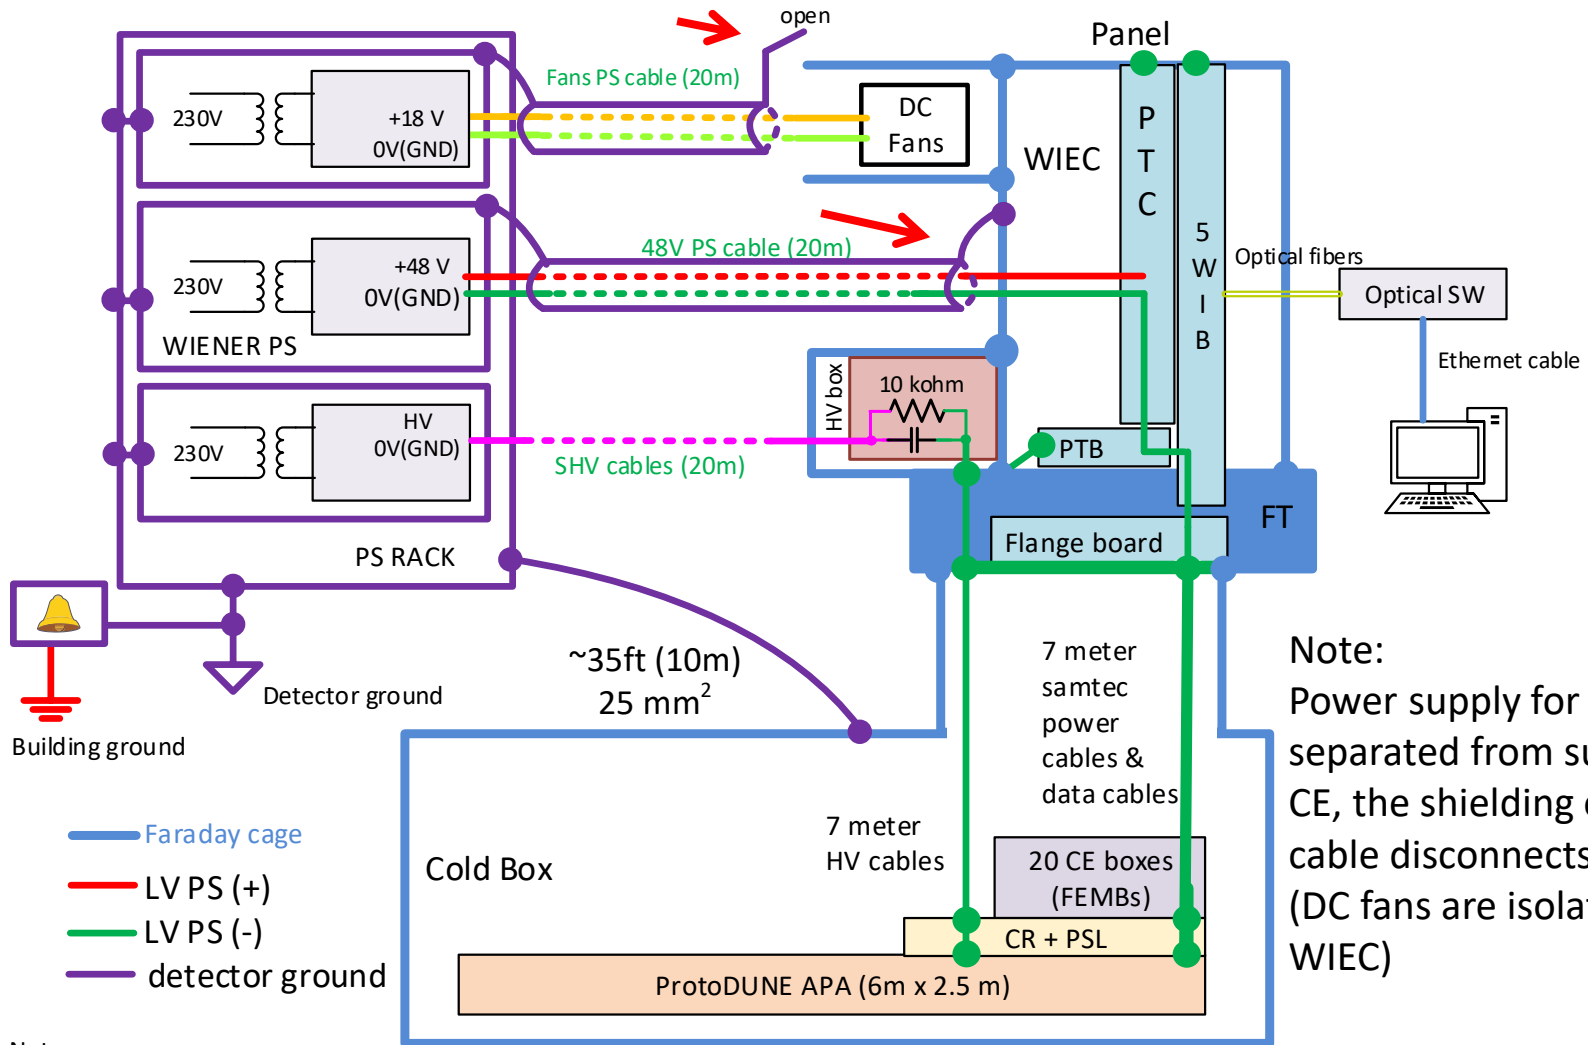 open
Panel
Fans PS cable (20m)
230V
+18 V
0V(GND)
DC
Fans
WIEC
P
T
C
5
W
I
B
48V PS cable (20m)
230V
+48 V
0V(GND)
WIENER PS
Optical fibers
Optical SW
Ethernet cable
HV box
10 kohm
230V
HV
0V(GND)
SHV cables (20m)
PTB
FT
Flange board
PS RACK
Detector ground
Building ground
~35ft (10m)
25 mm2
7 meter
samtec
power
cables &
data cables
7 meter
HV cables
Note:
Power supply for
separated from su
CE, the shielding
cable disconnects
(DC fans are isolat
WIEC)
Faraday cage
LV PS (+)
LV PS (-)
detector ground
Cold Box
20 CE boxes
(FEMBs)
CR + PSL
ProtoDUNE APA (6m x 2.5 m)